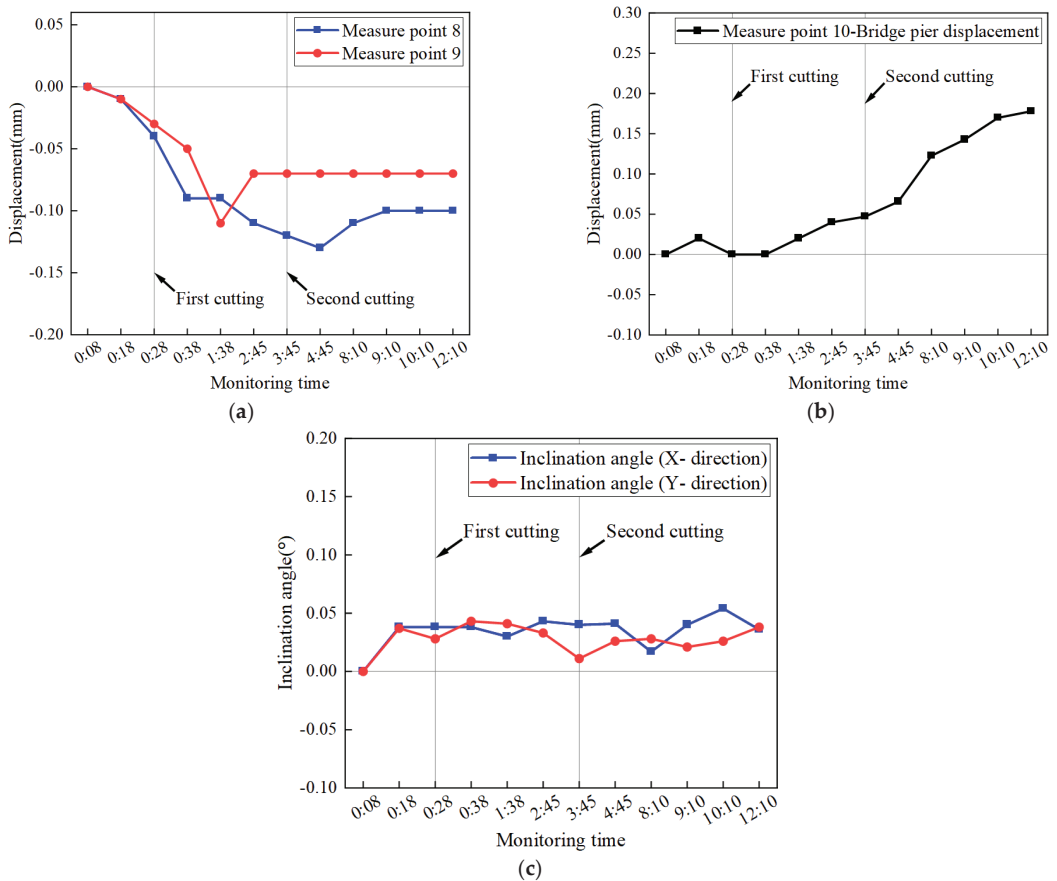 0.05
0.00
-0.05
-0.10
-0.15
-0.20
Displacement(mm)
Measure point 8
Measure point 9
First cutting
Second cutting
0:08
0:18
0:28
0:38
1:38
2:45
3:45
4:45
8:10
9:10
10:10
12:10
Monitoring time
(a)
0.30
0.25
0.20
0.15
0.10
0.05
0.00
-0.05
-0.10
Displacement(mm)
Measure point 10-Bridge pier displacement
First cutting
Second cutting
0:08
0:18
0:28
0:38
1:38
2:45
3:45
4:45
8:10
9:10
10:10
12:10
Monitoring time
(b)
0.20
0.15
0.10
0.05
0.00
-0.05
-0.10
Inclination angle(°)
Inclination angle (X- direction)
Inclination angle (Y- direction)
First cutting
Second cutting
0:08
0:18
0:28
0:38
1:38
2:45
3:45
4:45
8:10
9:10
10:10
12:10
Monitoring time
(c)